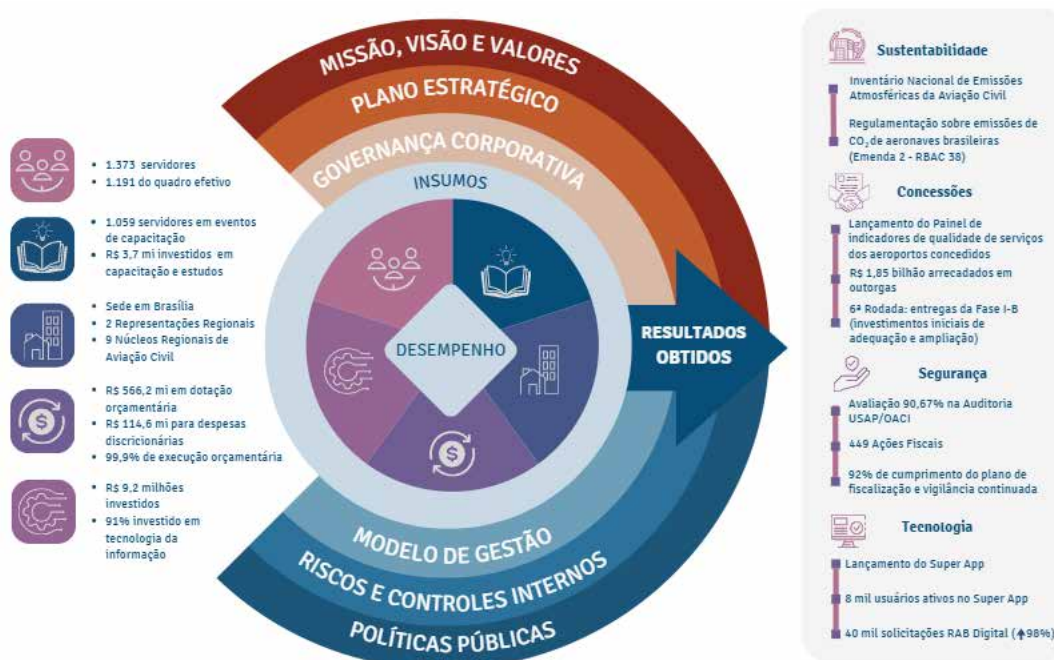 MISSÃO, VISÃO E VALORES
PLANO ESTRATÉGICO
GOVERNANÇA CORPORATIVA
INSUMOS
DESEMPENHO
RESULTADOS
OBTIDOS
MODELO DE GESTÃO
RISCOS E CONTROLES INTERNOS
POLÍTICAS PÚBLICAS
• 1.373 servidores
• 1.191 do quadro efetivo
• 1.059 servidores em eventos
de capacitação
• R$ 3,7 mi investidos em
capacitação e estudos
• Sede em Brasília
• 2 Representações Regionais
• 9 Núcleos Regionais de
Aviação Civil
• R$ 566,2 mi em dotação
orçamentária
• R$ 114,6 mi para despesas
discricionárias
• 99,9% de execução orçamentária
• R$ 9,2 milhões
investidos
• 91% investido em
tecnologia da
informação
Sustentabilidade
Inventário Nacional de Emissões
Atmosféricas da Aviação Civil
Regulamentação sobre emissões de
CO₂ de aeronaves brasileiras
(Emenda 2 - RBAC 38)
Concessões
Lançamento do Painel de
indicadores de qualidade de serviços
dos aeroportos concedidos
R$ 1,85 bilhão arrecadados em
outorgas
6ª Rodada: entregas da Fase I-B
(investimentos iniciais de
adequação e ampliação)
Segurança
Avaliação 90,67% na Auditoria
USAP/OACI
449 Ações Fiscais
92% de cumprimento do plano de
fiscalização e vigilância continuada
Tecnologia
Lançamento do Super App
8 mil usuários ativos no Super App
40 mil solicitações RAB Digital (↑98%)